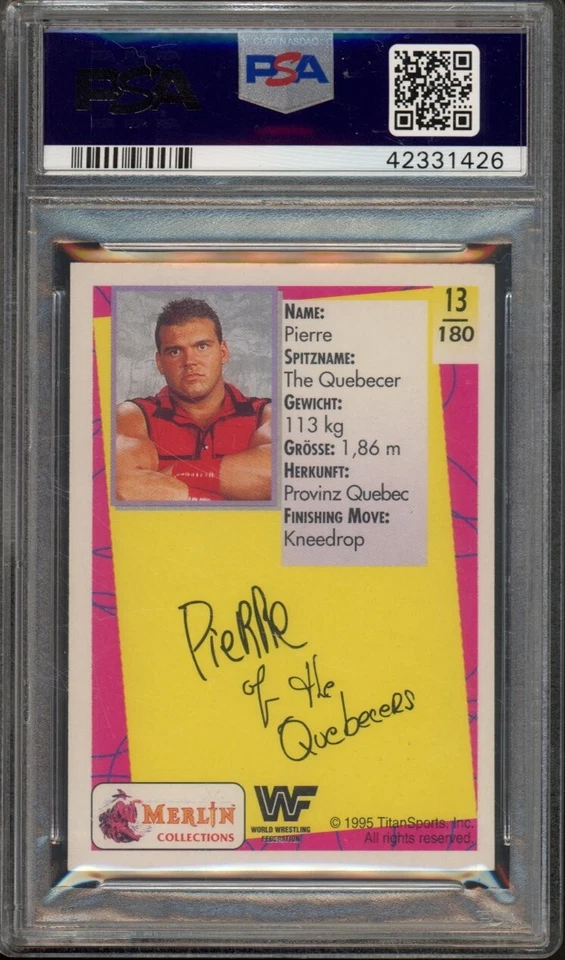 PSA
PSA
42331426
13
180
NAME:
Pierre
SPITZNAME:
The Quebecer
GEWICHT:
113 kg
GRÖSSE: 1,86 m
HERKUNFT:
Provinz Quebec
FINISHING MOVE:
Kneedrop
PIERRE
of the
Quebecers
MERLIN
COLLECTIONS
WF
WORLD WRESTLING
FEDERATION
© 1995 TitanSports, Inc.
All rights reserved.